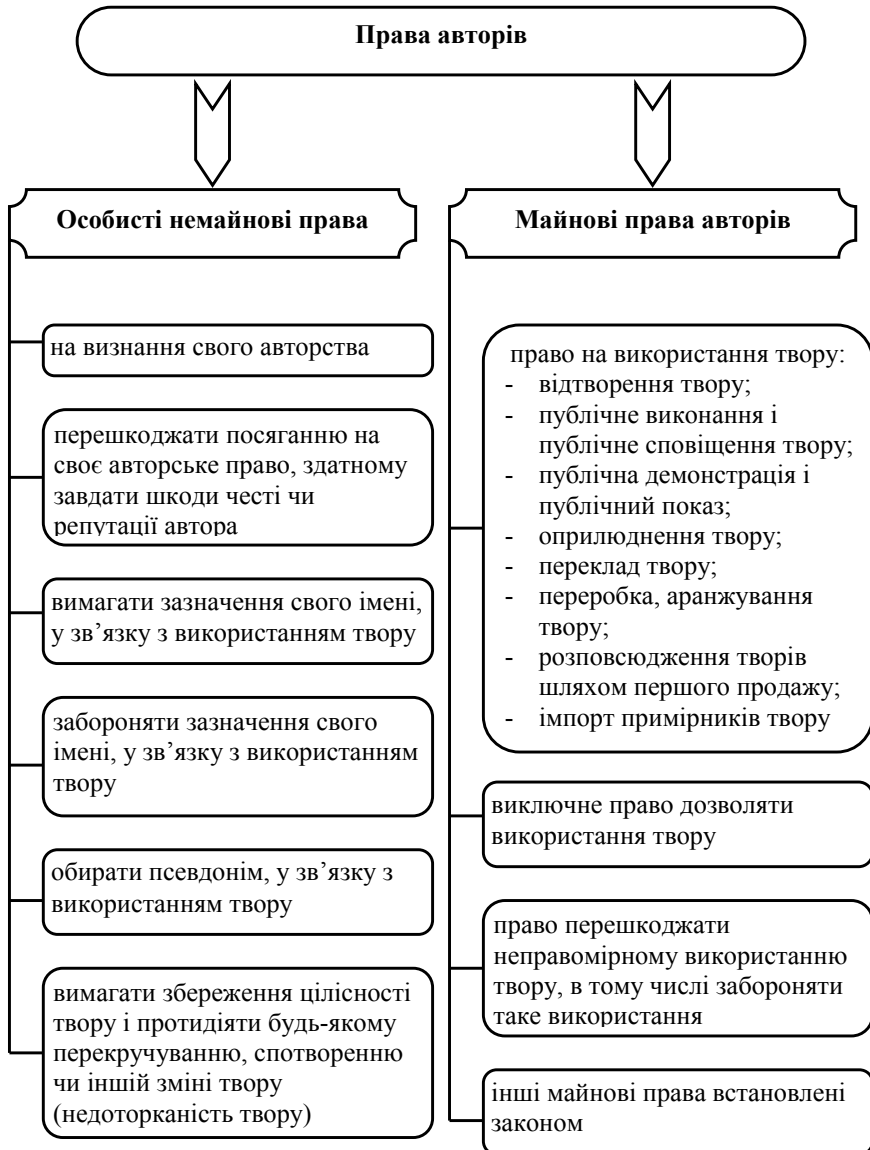 Права авторів
Особисті немайнові права
на визнання свого авторства
перешкоджати посяганню на
своє авторське право, здатному
завдати шкоди честі чи
репутації автора
вимагати зазначення свого імені,
у зв’язку з використанням твору
забороняти зазначення свого
імені, у зв’язку з використанням
твору
обирати псевдонім, у зв’язку з
використанням твору
вимагати збереження цілісності
твору і протидіяти будь-якому
перекручуванню, спотворенню
чи іншій зміні твору
(недоторканість твору)
Майнові права авторів
право на використання твору:
- відтворення твору;
- публічне виконання і
публічне сповіщення твору;
- публічна демонстрація і
публічний показ;
- оприлюднення твору;
- переклад твору;
- переробка, аранжування
твору;
- розповсюдження творів
шляхом першого продажу;
- імпорт примірників твору
виключне право дозволяти
використання твору
право перешкоджати
неправомірному використанню
твору, в тому числі забороняти
таке використання
інші майнові права встановлені
законом